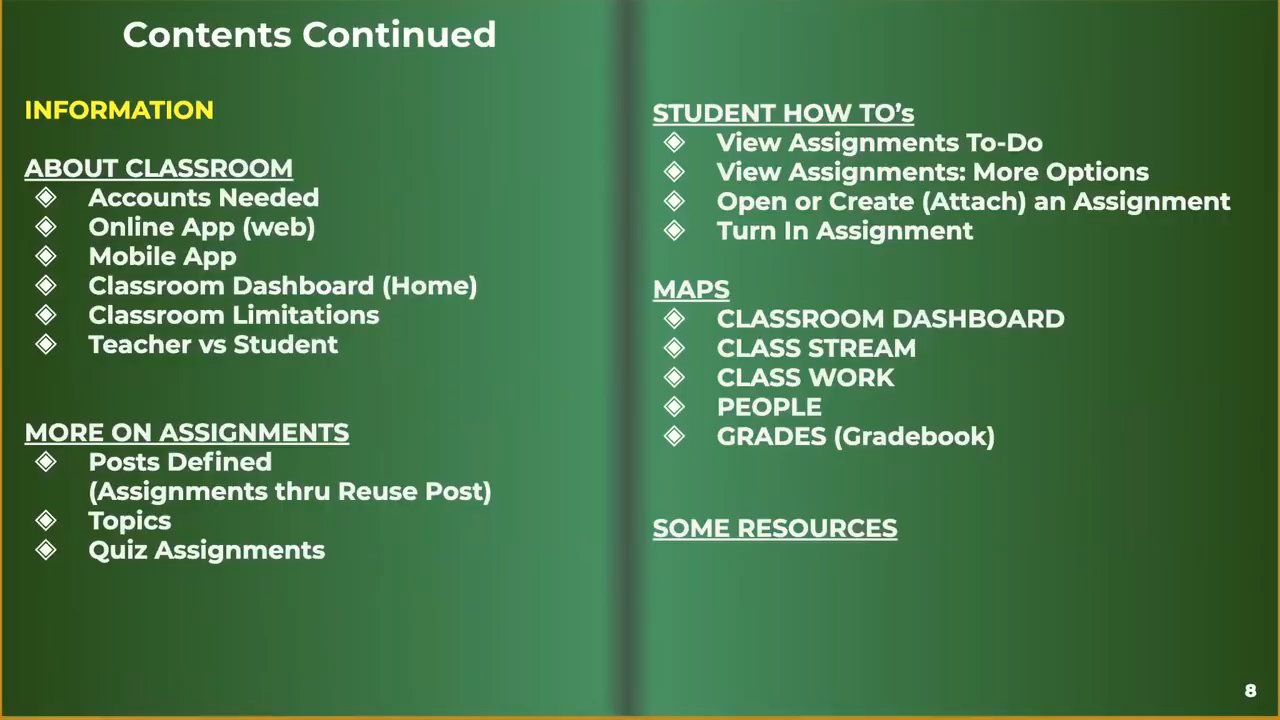 Contents Continued
INFORMATION
ABOUT CLASSROOM
◈ Accounts Needed
◈ Online App (web)
◈ Mobile App
◈ Classroom Dashboard (Home)
◈ Classroom Limitations
◈ Teacher vs Student
MORE ON ASSIGNMENTS
◈ Posts Defined
(Assignments thru Reuse Post)
◈ Topics
◈ Quiz Assignments
STUDENT HOW TO’s
◈ View Assignments To-Do
◈ View Assignments: More Options
◈ Open or Create (Attach) an Assignment
◈ Turn In Assignment
MAPS
◈ CLASSROOM DASHBOARD
◈ CLASS STREAM
◈ CLASS WORK
◈ PEOPLE
◈ GRADES (Gradebook)
SOME RESOURCES
8